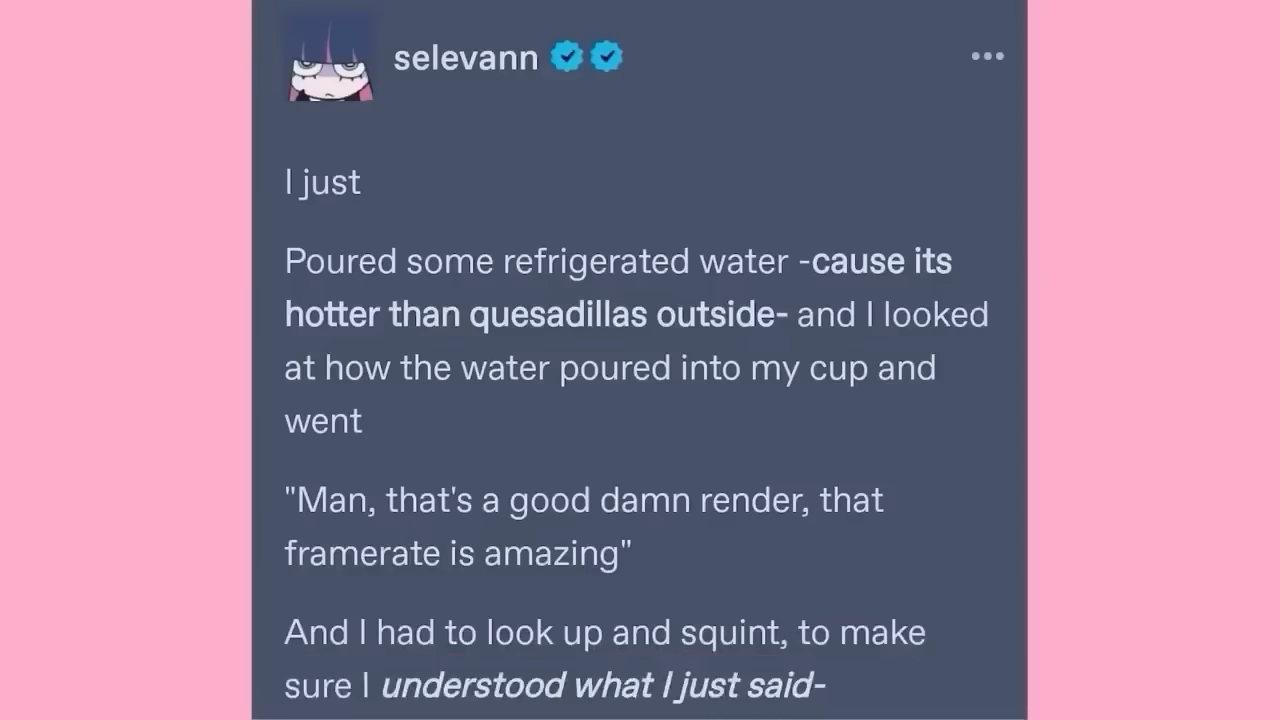 selevann
I just
Poured some refrigerated water -cause its
hotter than quesadillas outside- and I looked
at how the water poured into my cup and
went
"Man, that's a good damn render, that
framerate is amazing"
And I had to look up and squint, to make
sure I understood what I just said-